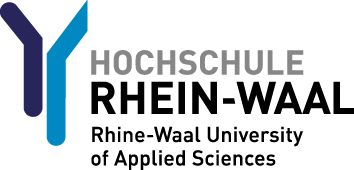 HOCHSCHULE
RHEIN-WAAL
Rhine-Waal University
of Applied Sciences